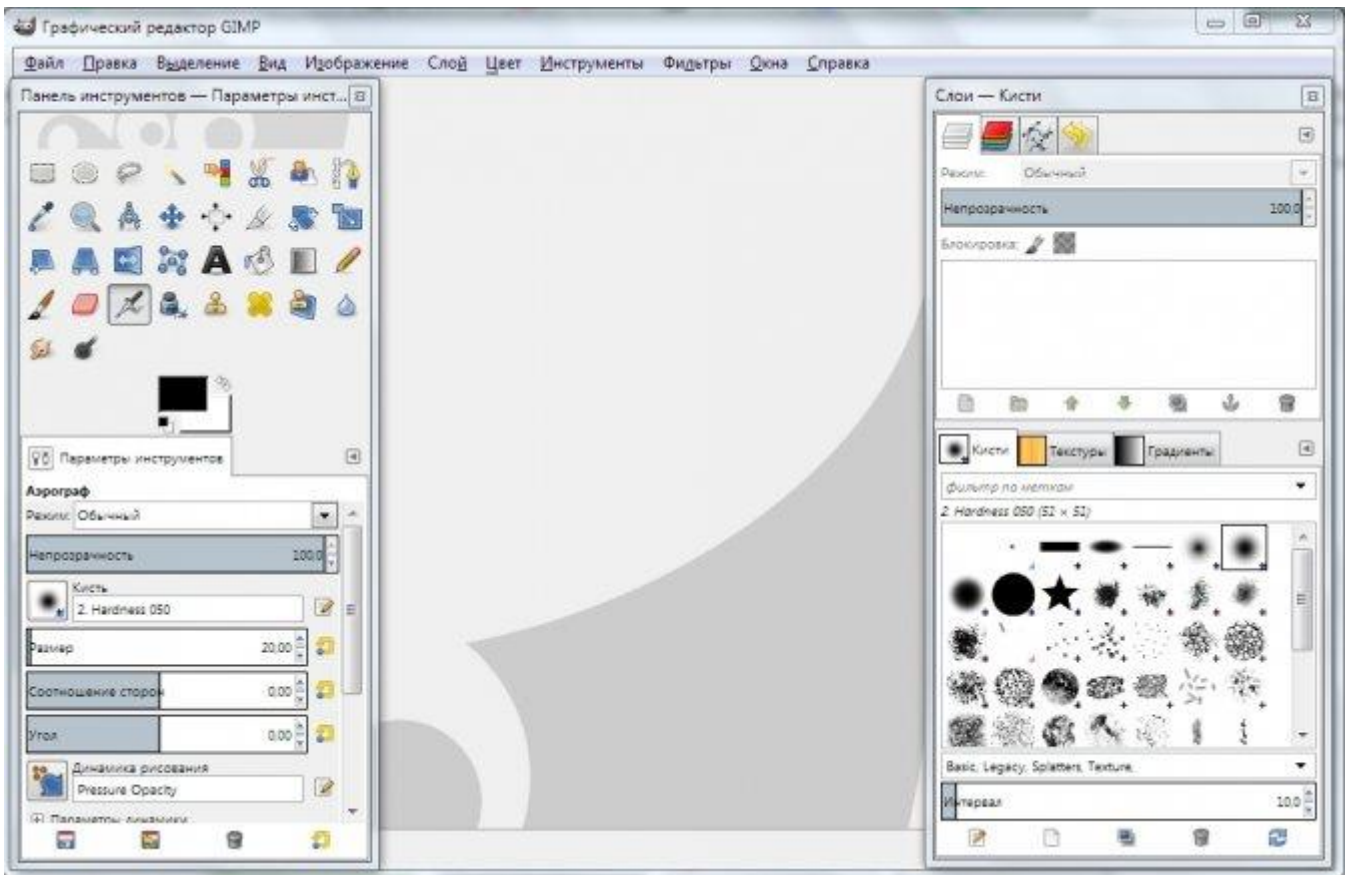 Графический редактор GIMP
Файл Правка Выделение Вид Изображение Слой Цвет Инструменты Фильтры Окна Справка
Панель инструментов — Параметры инст...
Параметры инструментов
Аэрограф
Режим: Обычный
Непрозрачность 100,0
Кисть
2. Hardness 050
Размер 20,00
Соотношение сторон 0,00
Угол 0,00
Динамика рисования
Pressure Opacity
Параметры динамики
Слои — Кисти
Режим: Обычный
Непрозрачность 100,0
Блокировка:
Кисти Текстуры Градиенты
фильтр по меткам
2. Hardness 050 (51 × 51)
Basic, Legacy, Splatters, Texture,
Интервал 10,0